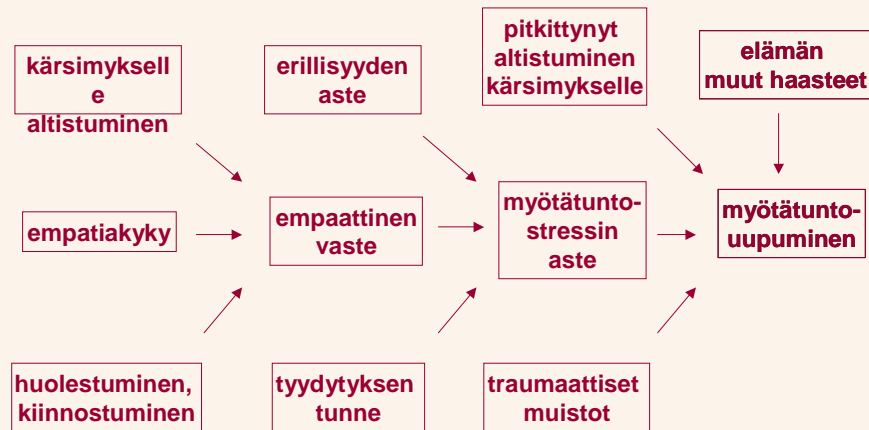 kärsimyksell
e
altistuminen
erillisyyden
aste
pitkittynyt
altistuminen
kärsimykselle
elämän
muut haasteet
empatiakyky
empaattinen
vaste
myötätunto-
stressin
aste
myötätunto-
uupuminen
huolestuminen,
kiinnostuminen
tyydytyksen
tunne
traumaattiset
muistot